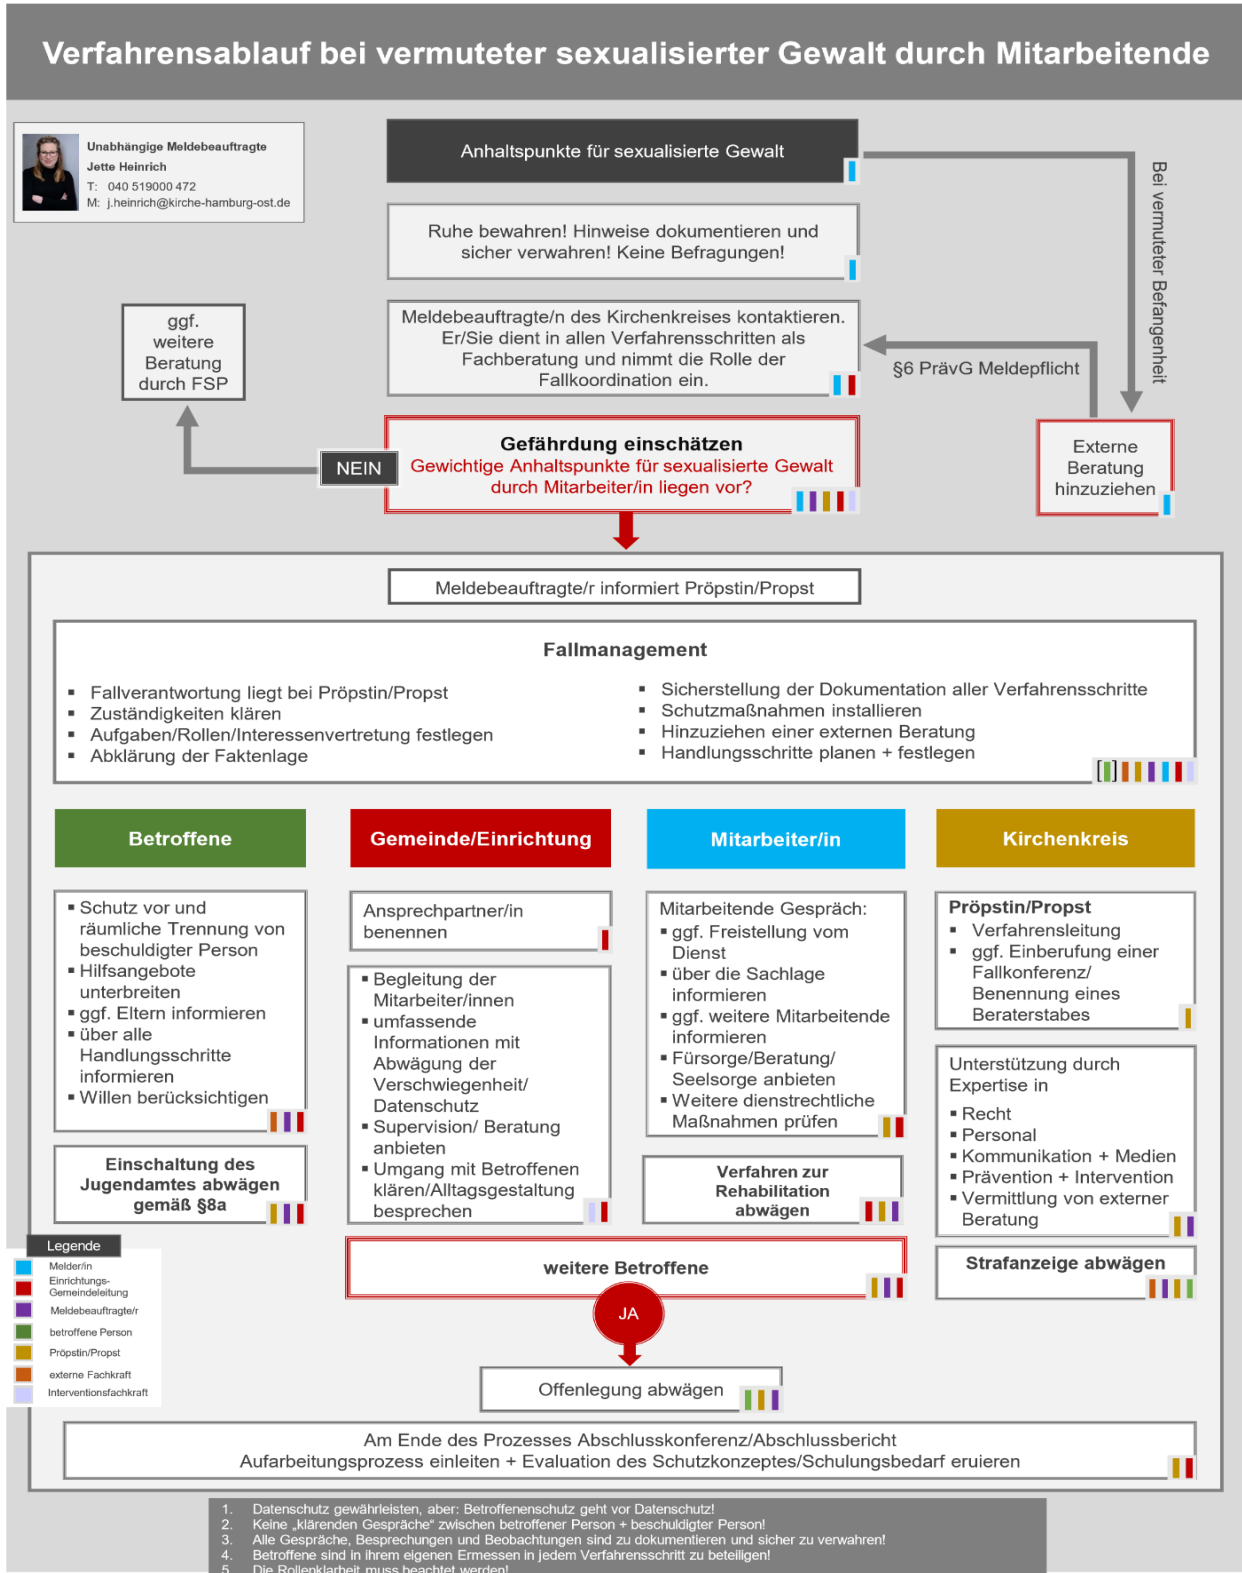 Verfahrensablauf bei vermuteter sexualisierter Gewalt durch Mitarbeitende
Unabhängige Meldebeauftragte
Jette Heinrich
T: 040 519000 472
M: j.heinrich@kirche-hamburg-ost.de
Anhaltspunkte für sexualisierte Gewalt
Bei vermuteter Befangenheit
Ruhe bewahren! Hinweise dokumentieren und
sicher verwahren! Keine Befragungen!
Meldebeauftragte/n des Kirchenkreises kontaktieren.
Er/Sie dient in allen Verfahrensschritten als
Fachberatung und nimmt die Rolle der
Fallkoordination ein.
§6 PrävG Meldepflicht
ggf.
weitere
Beratung
durch FSP
Externe
Beratung
hinzuziehen
NEIN
Gefährdung einschätzen
Gewichtige Anhaltspunkte für sexualisierte Gewalt
durch Mitarbeiter/in liegen vor?
Meldebeauftragte/r informiert Pröpstin/Propst
Fallmanagement
▪ Fallverantwortung liegt bei Pröpstin/Propst
▪ Zuständigkeiten klären
▪ Aufgaben/Rollen/Interessenvertretung festlegen
▪ Abklärung der Faktenlage
▪ Sicherstellung der Dokumentation aller Verfahrensschritte
▪ Schutzmaßnahmen installieren
▪ Hinzuziehen einer externen Beratung
▪ Handlungsschritte planen + festlegen
[ ]
Betroffene
▪ Schutz vor und
räumliche Trennung von
beschuldigter Person
▪ Hilfsangebote
unterbreiten
▪ ggf. Eltern informieren
▪ über alle
Handlungsschritte
informieren
▪ Willen berücksichtigen
Einschaltung des
Jugendamtes abwägen
gemäß §8a
Gemeinde/Einrichtung
Ansprechpartner/in
benennen
▪ Begleitung der
Mitarbeiter/innen
▪ umfassende
Informationen mit
Abwägung der
Verschwiegenheit/
Datenschutz
▪ Supervision/ Beratung
anbieten
▪ Umgang mit Betroffenen
klären/Alltagsgestaltung
besprechen
Mitarbeiter/in
Mitarbeitende Gespräch:
▪ ggf. Freistellung vom
Dienst
▪ über die Sachlage
informieren
▪ ggf. weitere Mitarbeitende
informieren
▪ Fürsorge/Beratung/
Seelsorge anbieten
▪ Weitere dienstrechtliche
Maßnahmen prüfen
Verfahren zur
Rehabilitation
abwägen
Kirchenkreis
Pröpstin/Propst
▪ Verfahrensleitung
▪ ggf. Einberufung einer
Fallkonferenz/
Benennung eines
Beraterstabes
Unterstützung durch
Expertise in
▪ Recht
▪ Personal
▪ Kommunikation + Medien
▪ Prävention + Intervention
▪ Vermittlung von externer
Beratung
Strafanzeige abwägen
weitere Betroffene
JA
Offenlegung abwägen
Legende
Melder/in
Einrichtungs-
Gemeindeleitung
Meldebeauftragte/r
betroffene Person
Pröpstin/Propst
externe Fachkraft
Interventionsfachkraft
Am Ende des Prozesses Abschlusskonferenz/Abschlussbericht
Aufarbeitungsprozess einleiten + Evaluation des Schutzkonzeptes/Schulungsbedarf eruieren
1. Datenschutz gewährleisten, aber: Betroffenenschutz geht vor Datenschutz!
2. Keine „klärenden Gespräche“ zwischen betroffener Person + beschuldigter Person!
3. Alle Gespräche, Besprechungen und Beobachtungen sind zu dokumentieren und sicher zu verwahren!
4. Betroffene sind in ihrem eigenen Ermessen in jedem Verfahrensschritt zu beteiligen!
5. Die Rollenklarheit muss beachtet werden!